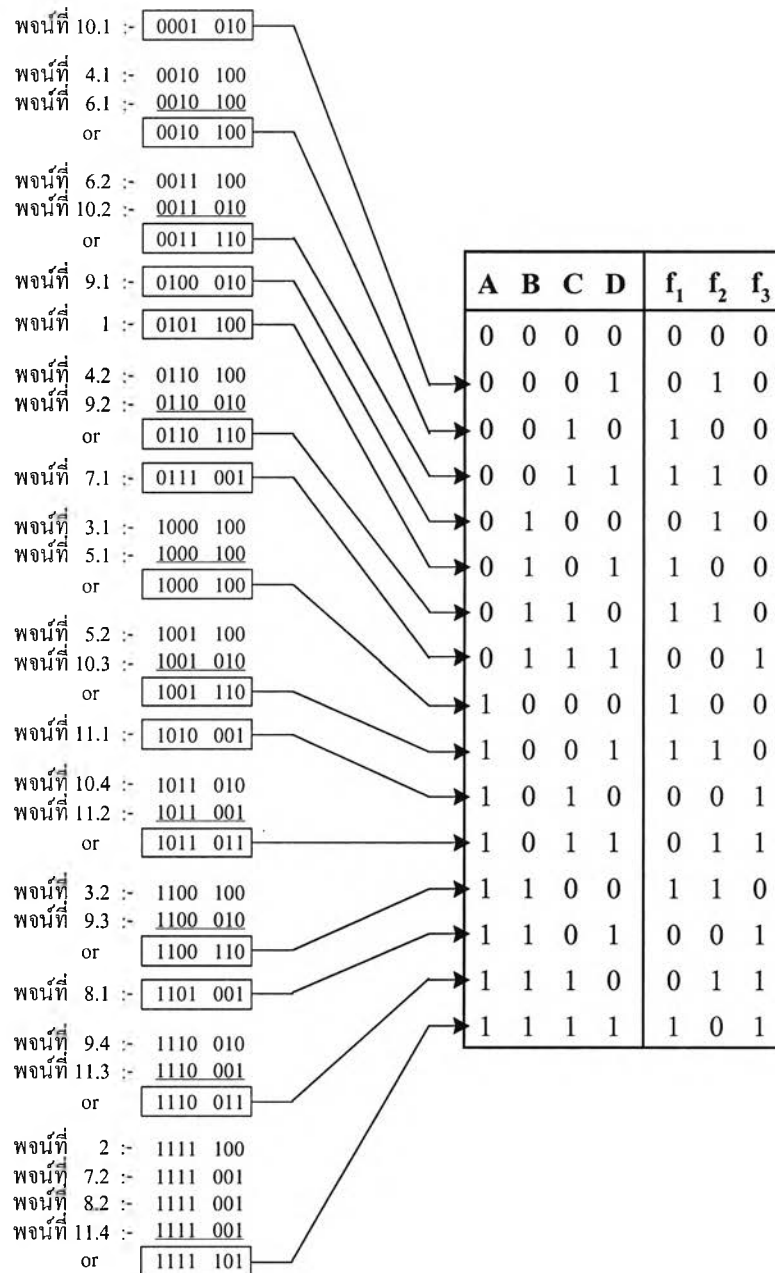 พจน์ที่ 10.1 :- 0001 010
พจน์ที่ 4.1 :- 0010 100
พจน์ที่ 6.1 :- 0010 100
or 0010 100
พจน์ที่ 6.2 :- 0011 100
พจน์ที่ 10.2 :- 0011 010
or 0011 110
พจน์ที่ 9.1 :- 0100 010
พจน์ที่ 1 :- 0101 100
พจน์ที่ 4.2 :- 0110 100
พจน์ที่ 9.2 :- 0110 010
or 0110 110
พจน์ที่ 7.1 :- 0111 001
พจน์ที่ 3.1 :- 1000 100
พจน์ที่ 5.1 :- 1000 100
or 1000 100
พจน์ที่ 5.2 :- 1001 100
พจน์ที่ 10.3 :- 1001 010
or 1001 110
พจน์ที่ 11.1 :- 1010 001
พจน์ที่ 10.4 :- 1011 010
พจน์ที่ 11.2 :- 1011 001
or 1011 011
พจน์ที่ 3.2 :- 1100 100
พจน์ที่ 9.3 :- 1100 010
or 1100 110
พจน์ที่ 8.1 :- 1101 001
พจน์ที่ 9.4 :- 1110 010
พจน์ที่ 11.3 :- 1110 001
or 1110 011
พจน์ที่ 2 :- 1111 100
พจน์ที่ 7.2 :- 1111 001
พจน์ที่ 8.2 :- 1111 001
พจน์ที่ 11.4 :- 1111 001
or 1111 101
A B C D f₁ f₂ f₃
0 0 0 0 0 0 0
0 0 0 1 0 1 0
0 0 1 0 1 0 0
0 0 1 1 1 1 0
0 1 0 0 0 1 0
0 1 0 1 1 0 0
0 1 1 0 1 1 0
0 1 1 1 0 0 1
1 0 0 0 1 0 0
1 0 0 1 1 1 0
1 0 1 0 0 0 1
1 0 1 1 0 1 1
1 1 0 0 1 1 0
1 1 0 1 0 0 1
1 1 1 0 0 1 1
1 1 1 1 1 0 1